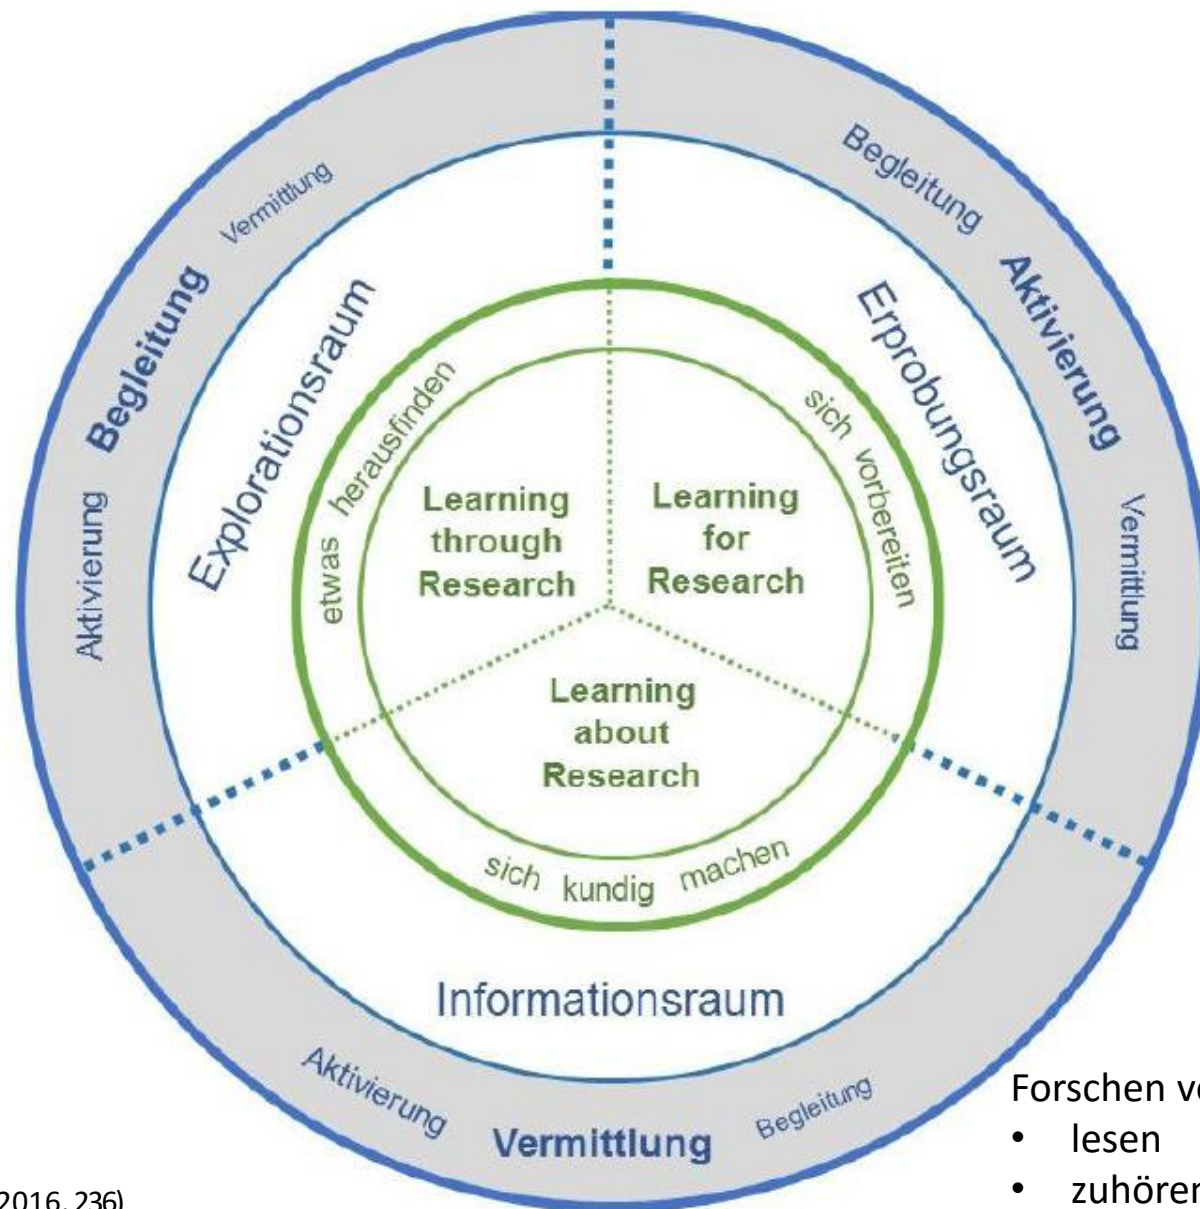 Vermittlung
Begleitung
Aktivierung
Begleitung
Aktivierung
Vermittlung
Explorationsraum
Erprobungsraum
etwas herausfinden
sich vorbereiten
Learning
through
Research
Learning
for
Research
Learning
about
Research
sich kundig machen
Informationsraum
Aktivierung
Vermittlung
Begleitung
Forschen
• lesen
• zuhören
2016, 236)